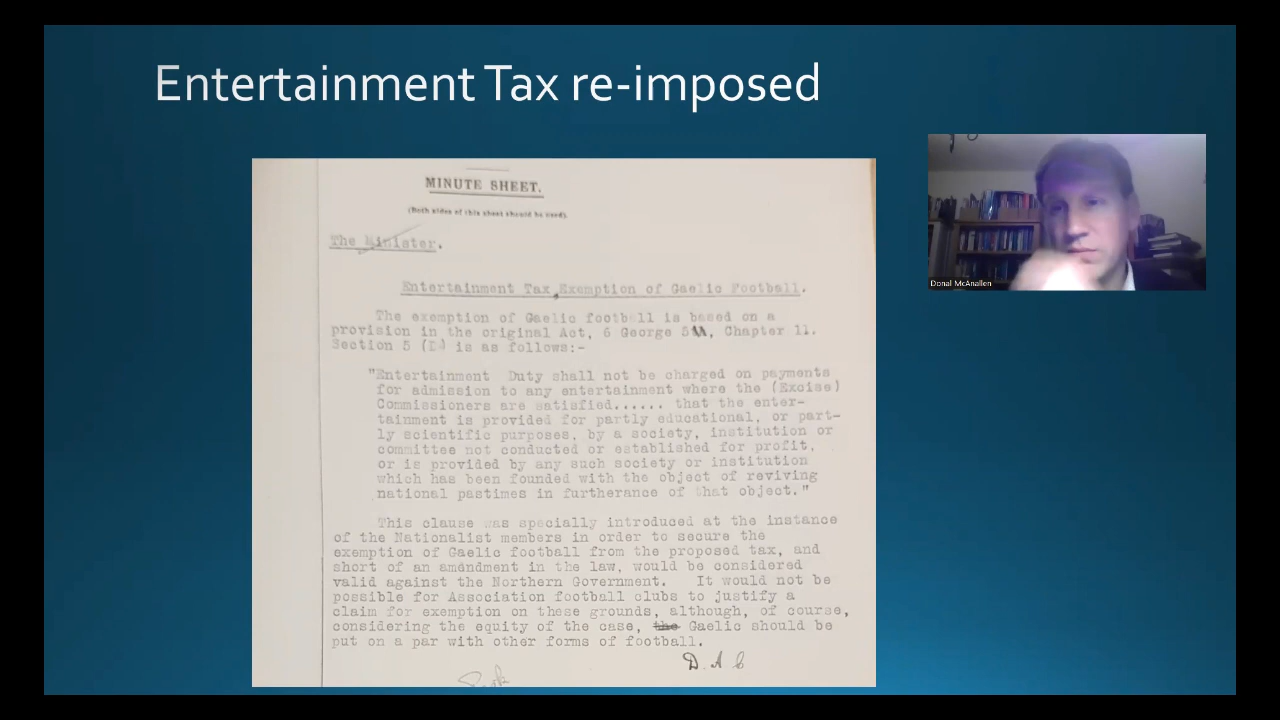 Entertainment Tax re-imposed
MINUTE SHEET.
(Both sides of this sheet should be used).
The Minister.
Entertainment Tax, Exemption of Gaelic Football.
The exemption of Gaelic football is based on a
provision in the original Act, 6 George 5, Chapter 11.
Section 5 is as follows:-
"Entertainment Duty shall not be charged on payments
for admission to any entertainment where the (Excise)
Commissioners are satisfied...... that the enter-
tainment is provided for partly educational, or part-
ly scientific purposes, by a society, institution or
committee not conducted or established for profit,
or is provided by any such society or institution
which has been founded with the object of reviving
national pastimes in furtherance of that object."
This clause was specially introduced at the instance
of the Nationalist members in order to secure the
exemption of Gaelic football from the proposed tax, and
short of an amendment in the law, would be considered
valid against the Northern Government. It would not be
possible for Association football clubs to justify a
claim for exemption on these grounds, although, of course,
considering the equity of the case, the Gaelic should be
put on a par with other forms of football.
D. A C
Donal McAnallen